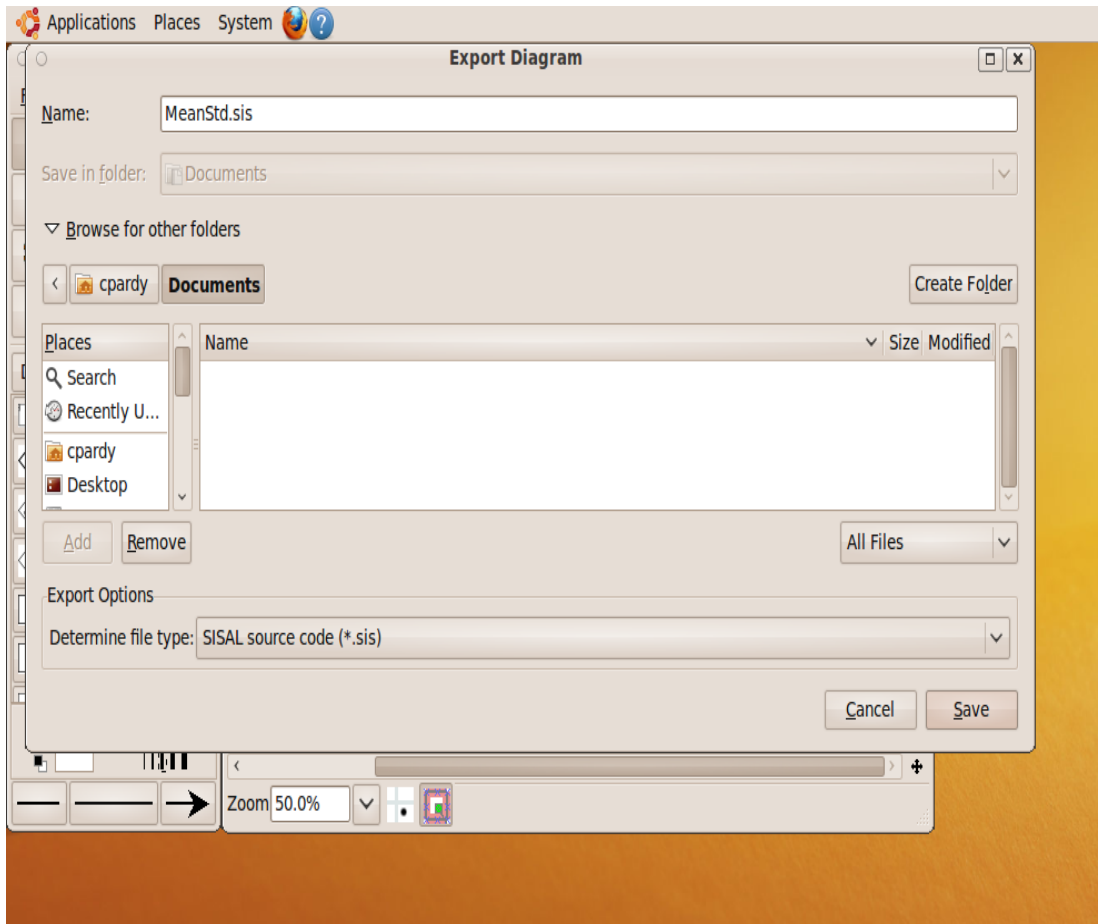 Applications Places System ?
Export Diagram
Name: MeanStd.sis
Save in folder: Documents
Browse for other folders
cpardy Documents Create Folder
Places Name Size Modified
Search
Recently U...
cpardy
Desktop
Add Remove All Files
Export Options
Determine file type: SISAL source code (*.sis)
Cancel Save
Zoom 50.0%